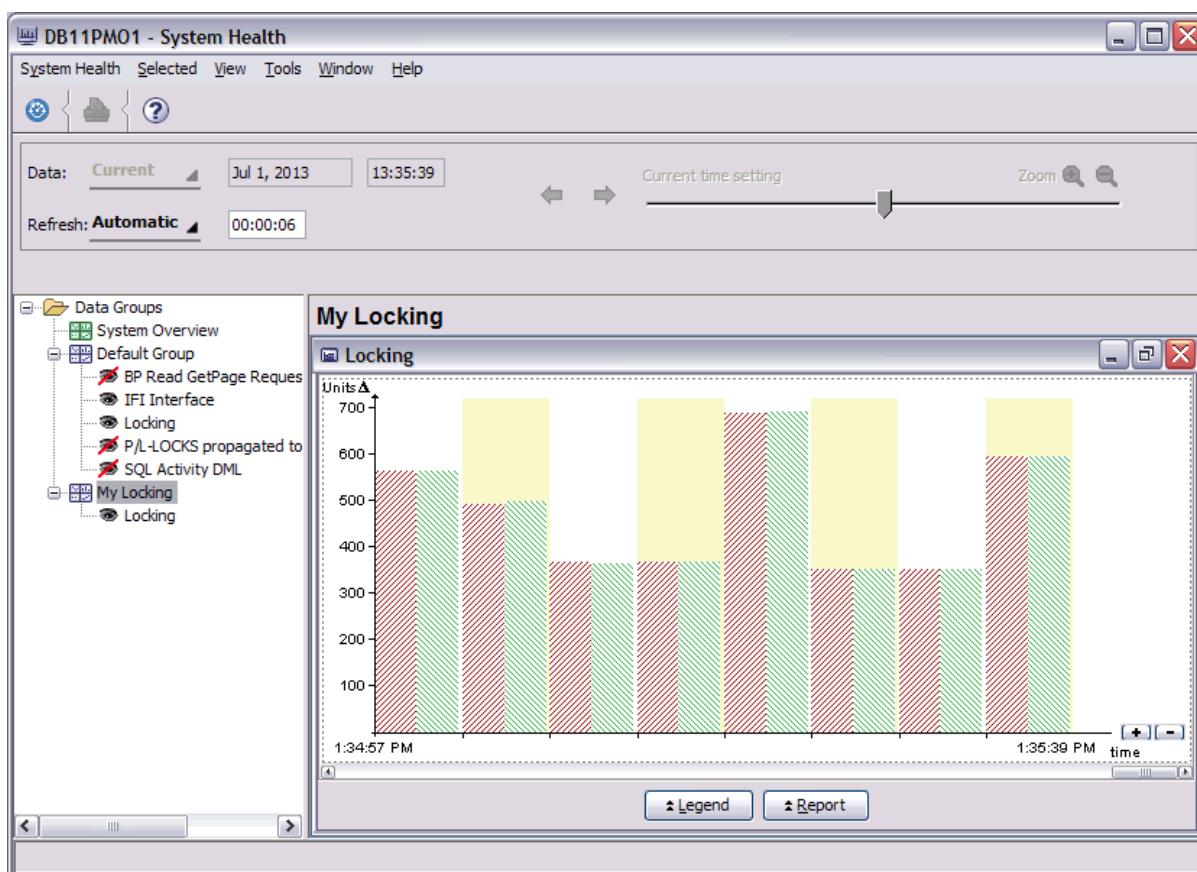 DB11PMO1 - System Health
System Health Selected View Tools Window Help
Data: Current Jul 1, 2013 13:35:39 Current time setting Zoom
Refresh: Automatic 00:00:06
Data Groups
System Overview
Default Group
BP Read GetPage Reques
IFI Interface
Locking
P/L-LOCKS propagated to
SQL Activity DML
My Locking
Locking
My Locking
Locking
Units Δ
700
600
500
400
300
200
100
1:34:57 PM 1:35:39 PM time
Legend Report